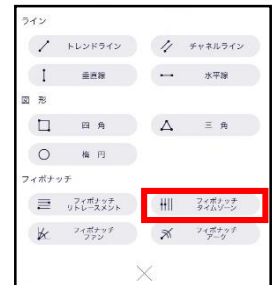 ライン
トレンドライン
チャネルライン
垂直線
水平線
図 形
四 角
三 角
楕 円
フィボナッチ
フィボナッチ
リトレースメント
フィボナッチ
タイムゾーン
フィボナッチ
ファン
フィボナッチ
アーク